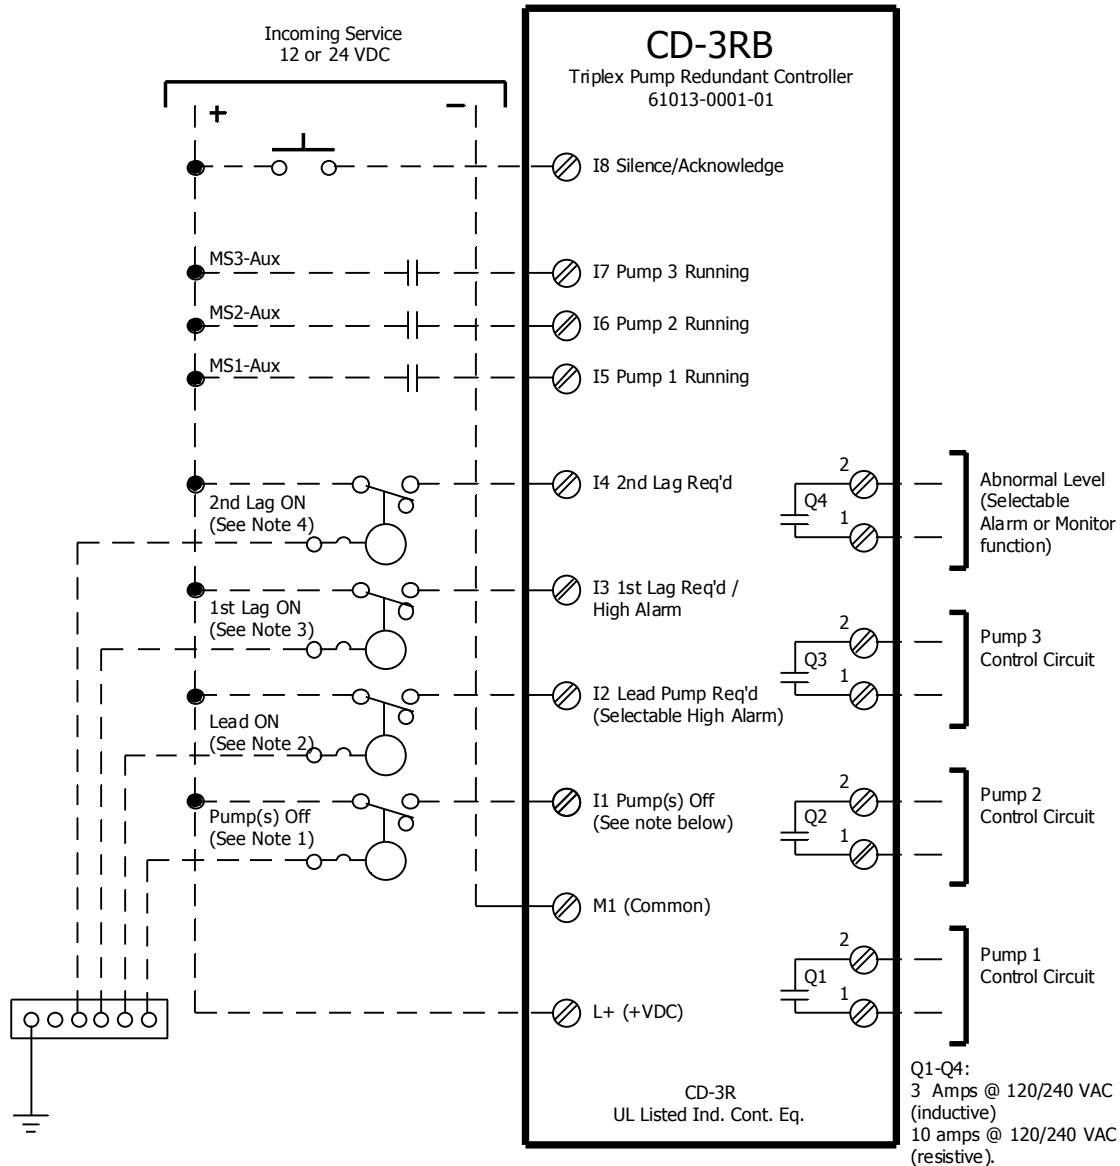 Incoming Service
12 or 24 VDC
+
−
CD-3RB
Triplex Pump Redundant Controller
61013-0001-01
I8 Silence/Acknowledge
MS3-Aux
I7 Pump 3 Running
MS2-Aux
I6 Pump 2 Running
MS1-Aux
I5 Pump 1 Running
2nd Lag ON
(See Note 4)
I4 2nd Lag Req'd
1st Lag ON
(See Note 3)
I3 1st Lag Req'd /
High Alarm
Lead ON
(See Note 2)
I2 Lead Pump Req'd
(Selectable High Alarm)
Pump(s) Off
(See Note 1)
I1 Pump(s) Off
(See note below)
M1 (Common)
L+ (+VDC)
2
Q4
1
Abnormal Level
(Selectable
Alarm or Monitor
function)
2
Q3
1
Pump 3
Control Circuit
2
Q2
1
Pump 2
Control Circuit
2
Q1
1
Pump 1
Control Circuit
CD-3R
UL Listed Ind. Cont. Eq.
Q1-Q4:
3 Amps @ 120/240 VAC
(inductive)
10 amps @ 120/240 VAC
(resistive).